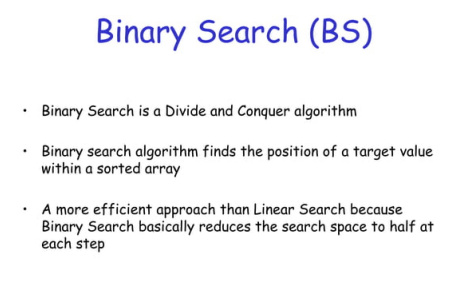 Binary Search (BS)
• Binary Search is a Divide and Conquer algorithm
• Binary search algorithm finds the position of a target value
within a sorted array
• A more efficient approach than Linear Search because
Binary Search basically reduces the search space to half at
each step